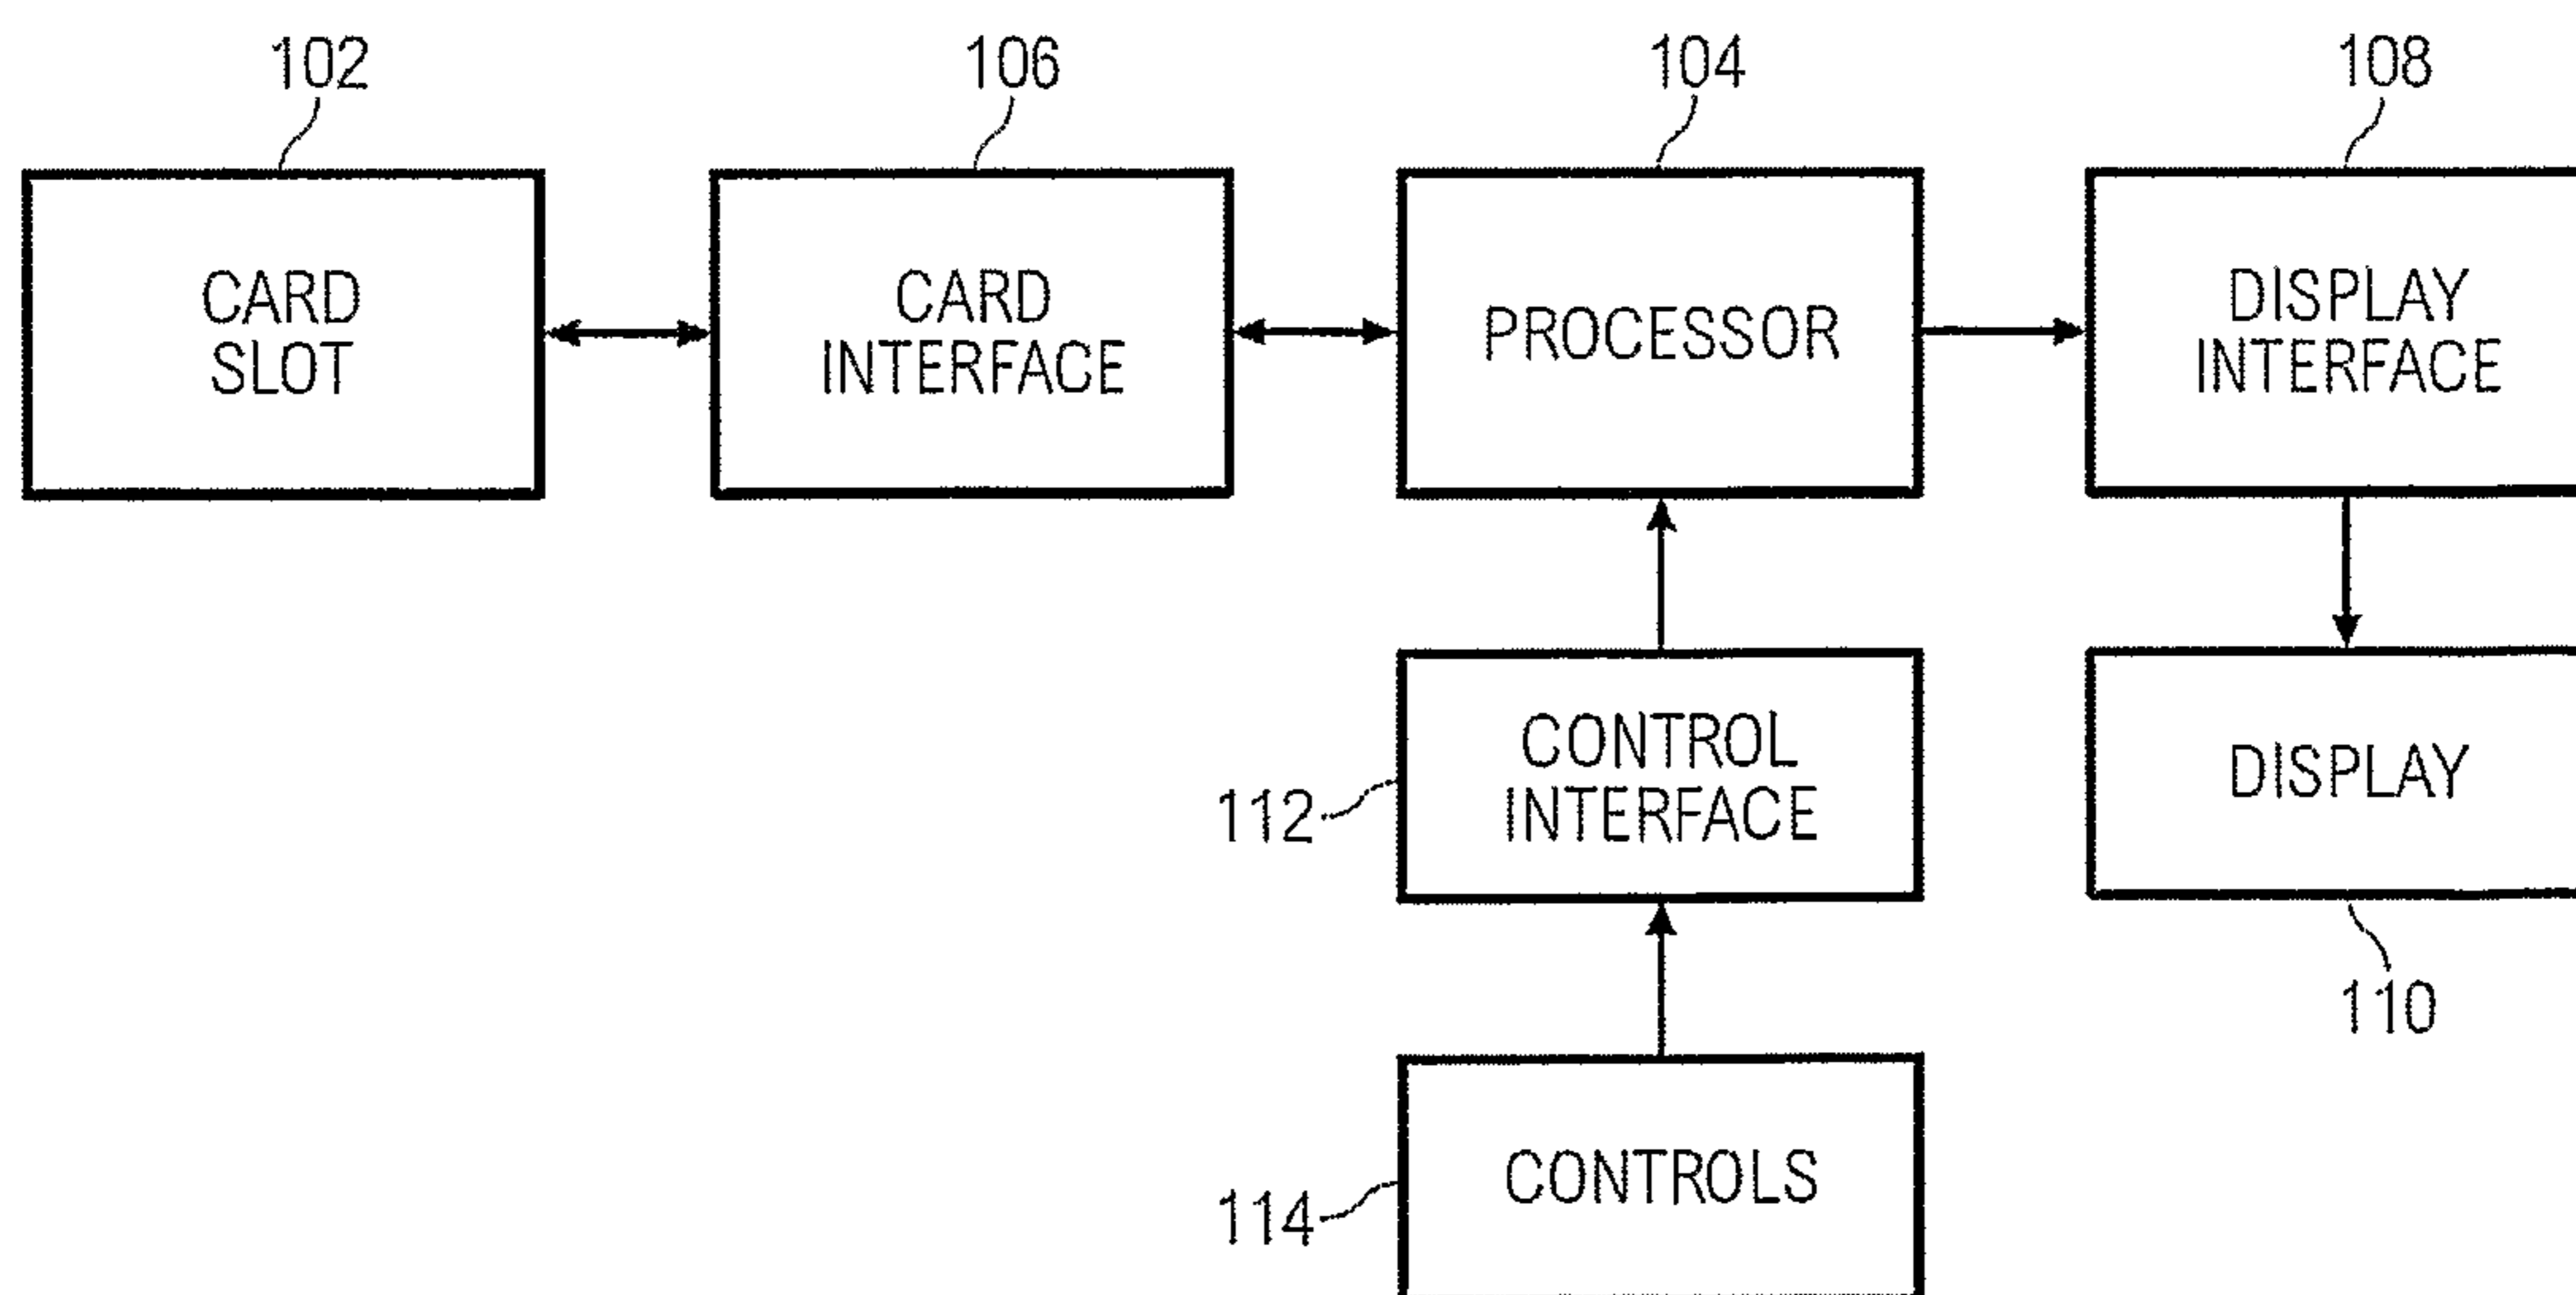 102
106
104
108
CARD
SLOT
CARD
INTERFACE
PROCESSOR
DISPLAY
INTERFACE
112
CONTROL
INTERFACE
DISPLAY
110
114
CONTROLS